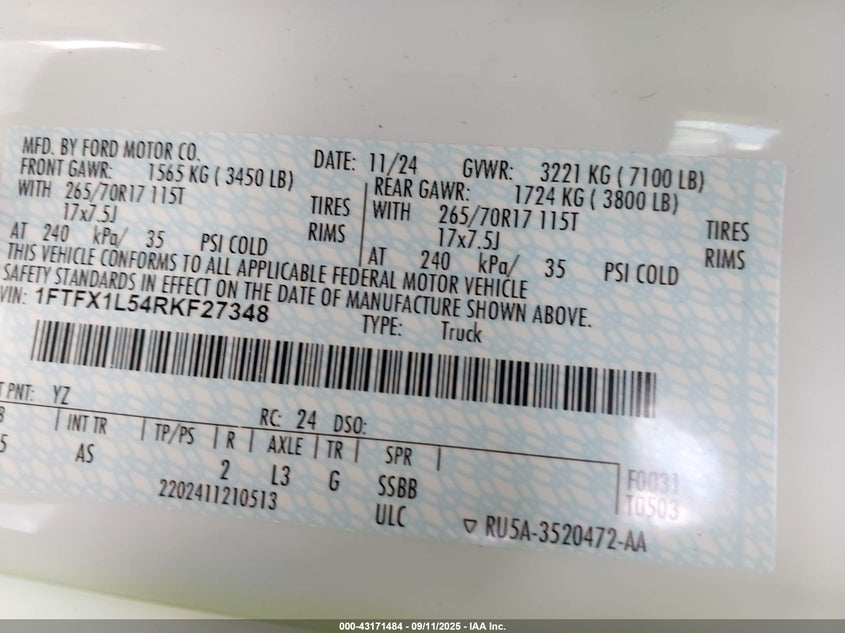 MFD. BY FORD MOTOR CO. DATE: 11/24 GVWR: 3221 KG ( 7100 LB)
FRONT GAWR: 1565 KG ( 3450 LB) REAR GAWR: 1724 KG ( 3800 LB)
WITH 265/70R17 115T TIRES WITH 265/70R17 115T TIRES
17x7.5J RIMS 17x7.5J RIMS
AT 240 kPa/ 35 PSI COLD AT 240 kPa/ 35 PSI COLD
THIS VEHICLE CONFORMS TO ALL APPLICABLE FEDERAL MOTOR VEHICLE
SAFETY STANDARDS IN EFFECT ON THE DATE OF MANUFACTURE SHOWN ABOVE.
VIN: 1FTFX1L54RKF27348 TYPE: Truck
PNT: YZ RC: 24 DSO:
INT TR TP/PS R AXLE TR SPR
5 AS 2 L3 G SSBB F0031
2202411210513 ULC T0503
RU5A-3520472-AA
000-43171484 - 09/11/2025 - IAA Inc.